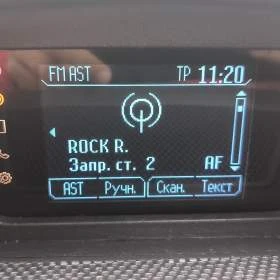 FM AST TP 11:20
ROCK R.
Запр. ст. 2 AF
AST Ручн. Скан. Текст